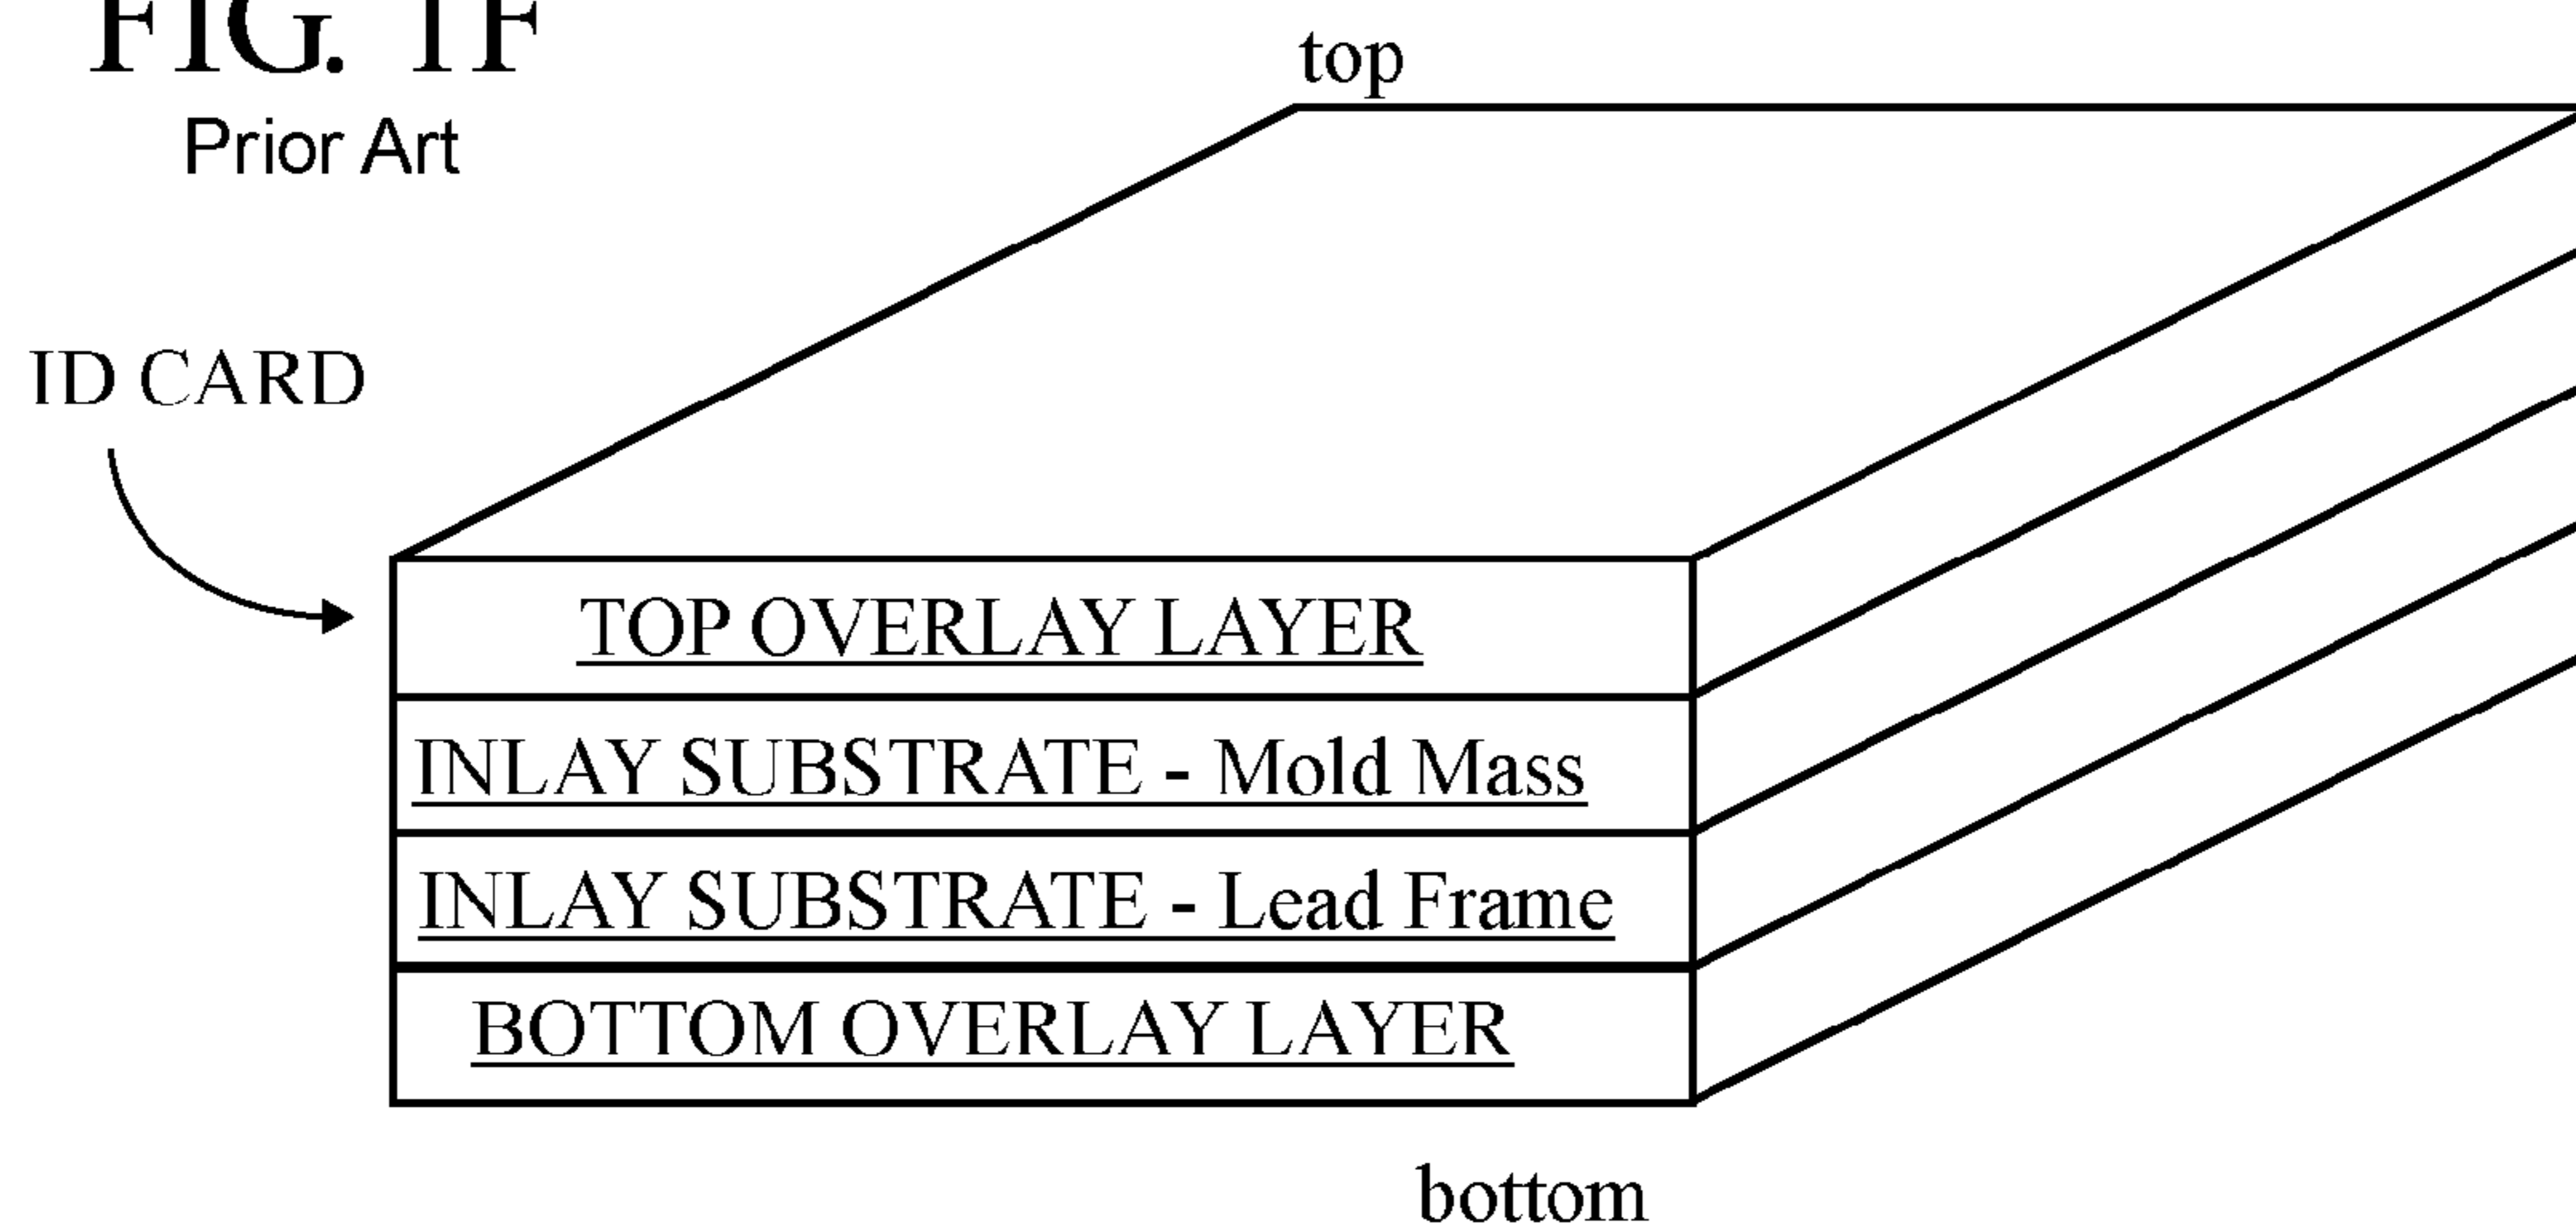 FIG. 1F
Prior Art
top
ID CARD
TOP OVERLAY LAYER
INLAY SUBSTRATE - Mold Mass
INLAY SUBSTRATE - Lead Frame
BOTTOM OVERLAY LAYER
bottom